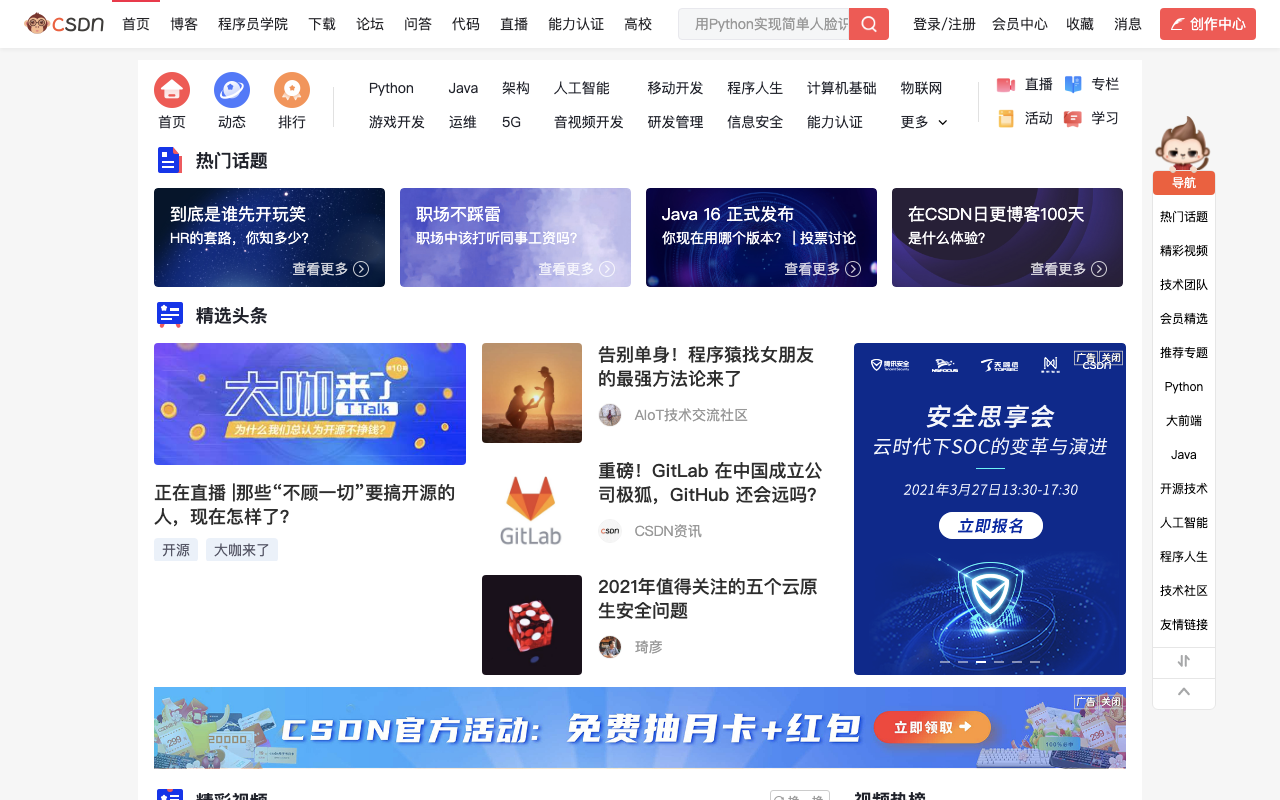 CSDN
首页 博客 程序员学院 下载 论坛 问答 代码 直播 能力认证 高校
用Python实现简单人脸识
登录/注册 会员中心 收藏 消息 创作中心
首页 动态 排行
Python Java 架构 人工智能 移动开发 程序人生 计算机基础 物联网
游戏开发 运维 5G 音视频开发 研发管理 信息安全 能力认证 更多
直播 专栏
活动 学习
热门话题
到底是谁先开玩笑
HR的套路，你知多少？
查看更多
职场不踩雷
职场中该打听同事工资吗？
查看更多
Java 16 正式发布
你现在用哪个版本？ | 投票讨论
查看更多
在CSDN日更博客100天
是什么体验？
查看更多
精选头条
大咖来了
第10期
T Talk
为什么我们总认为开源不挣钱？
正在直播 |那些“不顾一切”要搞开源的
人，现在怎样了？
开源 大咖来了
告别单身！程序猿找女朋友
的最强方法论来了
AIoT技术交流社区
GitLab
重磅！GitLab 在中国成立公
司极狐，GitHub 还会远吗？
CSDN资讯
2021年值得关注的五个云原
生安全问题
琦彦
腾讯安全 NSFOCUS 天融信 TOPSEC CSDN
广告 关闭
安全思享会
云时代下SOC的变革与演进
2021年3月27日13:30-17:30
立即报名
CSDN官方活动：免费抽月卡+红包 立即领取
广告 关闭
精彩视频
换一换
视频热榜
导航
热门话题
精彩视频
技术团队
会员精选
推荐专题
Python
大前端
Java
开源技术
人工智能
程序人生
技术社区
友情链接